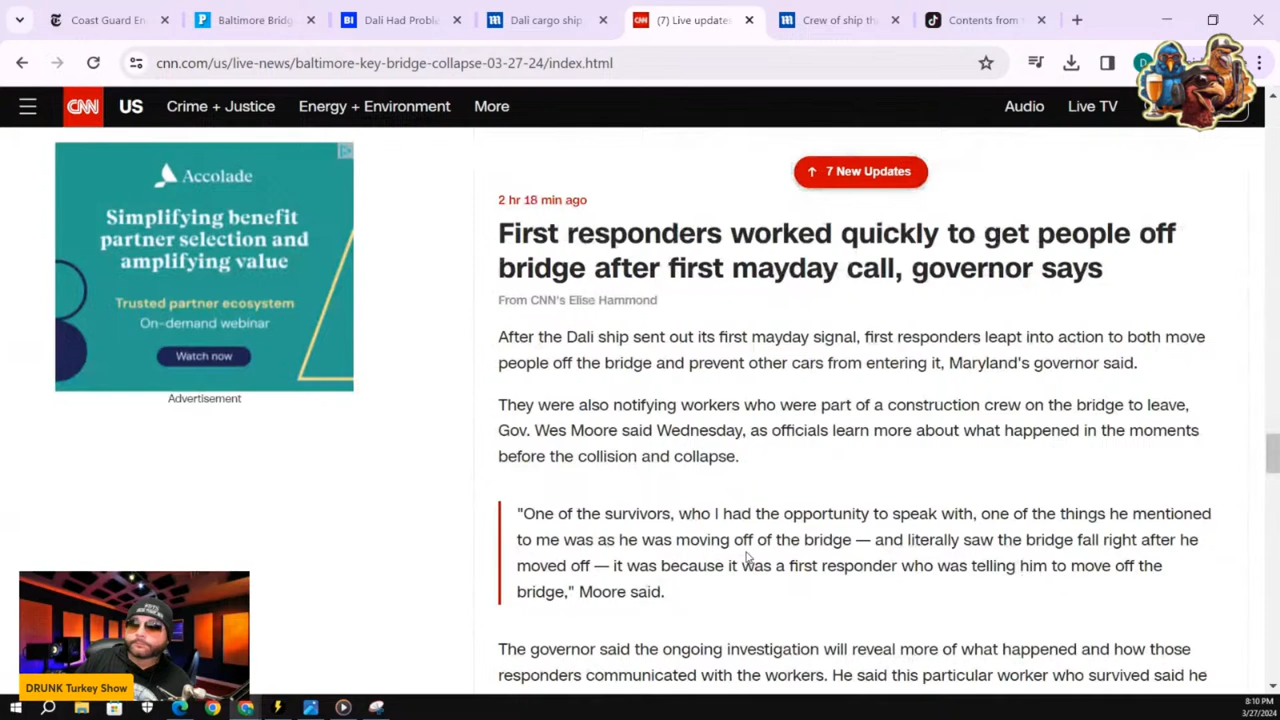 Coast Guard En
Baltimore Bridg
Dali Had Proble
Dali cargo ship
(7) Live updates
Crew of ship th
Contents from
cnn.com/us/live-news/baltimore-key-bridge-collapse-03-27-24/index.html
CNN US Crime + Justice Energy + Environment More Audio Live TV
Accolade
Simplifying benefit
partner selection and
amplifying value
Trusted partner ecosystem
On-demand webinar
Watch now
Advertisement
↑ 7 New Updates
2 hr 18 min ago
First responders worked quickly to get people off
bridge after first mayday call, governor says
From CNN's Elise Hammond
After the Dali ship sent out its first mayday signal, first responders leapt into action to both move
people off the bridge and prevent other cars from entering it, Maryland's governor said.
They were also notifying workers who were part of a construction crew on the bridge to leave,
Gov. Wes Moore said Wednesday, as officials learn more about what happened in the moments
before the collision and collapse.
"One of the survivors, who I had the opportunity to speak with, one of the things he mentioned
to me was as he was moving off of the bridge — and literally saw the bridge fall right after he
moved off — it was because it was a first responder who was telling him to move off the
bridge," Moore said.
The governor said the ongoing investigation will reveal more of what happened and how those
responders communicated with the workers. He said this particular worker who survived said he
DRUNK Turkey Show
8:10 PM
3/27/2024